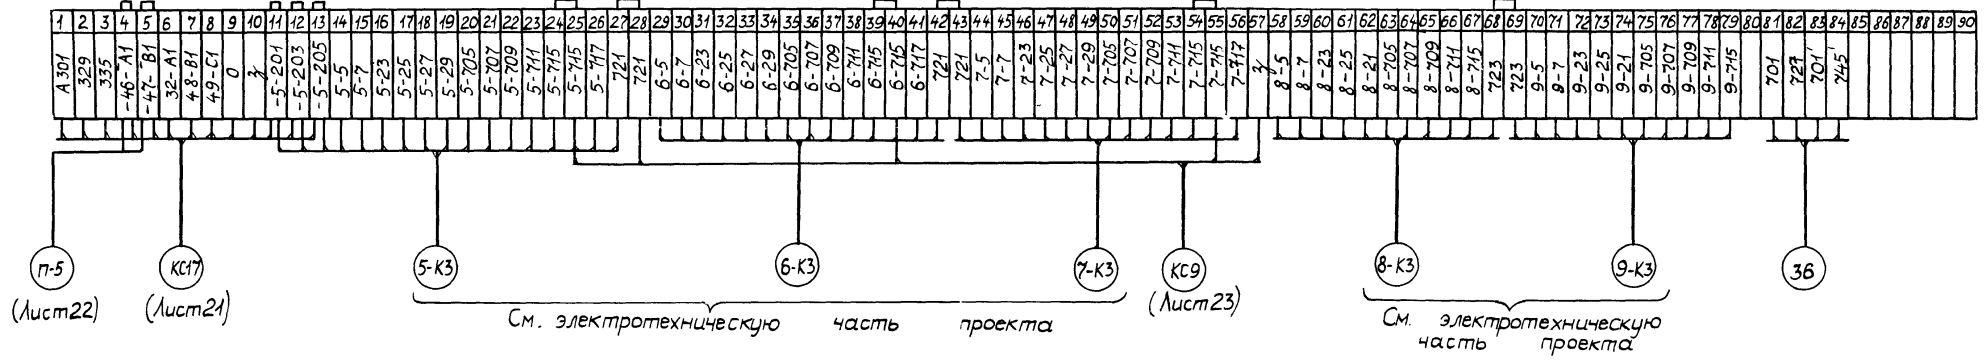 1 2 3 4 5 6 7 8 9 10 11 12 13 14 15 16 17 18 19 20 21 22 23 24 25 26 27 28 29 30 31 32 33 34 35 36 37 38 39 40 41 42 43 44 45 46 47 48 49 50 51 52 53 54 55 56 57 58 59 60 61 62 63 64 65 66 67 68 69 70 71 72 73 74 75 76 77 78 79 80 81 82 83 84 85 86 87 88 89 90
А301 329 335 -46-А1 -47-В1 32-А1 48-В1 49-С1 0 -5-201 -5-203 -5-205 5-5 5-7 5-23 5-25 5-27 5-29 5-705 5-707 5-709 5-711 5-715 5-715 5-717 721 721 6-5 6-7 6-23 6-25 6-27 6-29 6-705 6-707 6-709 6-711 6-715 6-715 6-717 721 721 7-5 7-7 7-23 7-25 7-27 7-29 7-705 7-707 7-709 7-711 7-715 7-715 7-717 8-5 8-7 8-23 8-25 8-21 8-705 8-707 8-709 8-711 8-715 723 723 9-5 9-7 9-23 9-25 9-21 9-705 9-707 9-709 9-711 9-715 701 727 701' 745'
П-5 КС17 5-КЗ 6-КЗ 7-КЗ КС9 8-КЗ 9-КЗ 36
(Лист22) (Лист21) (Лист23)
См. электротехническую часть проекта
См. электротехническую
часть проекта